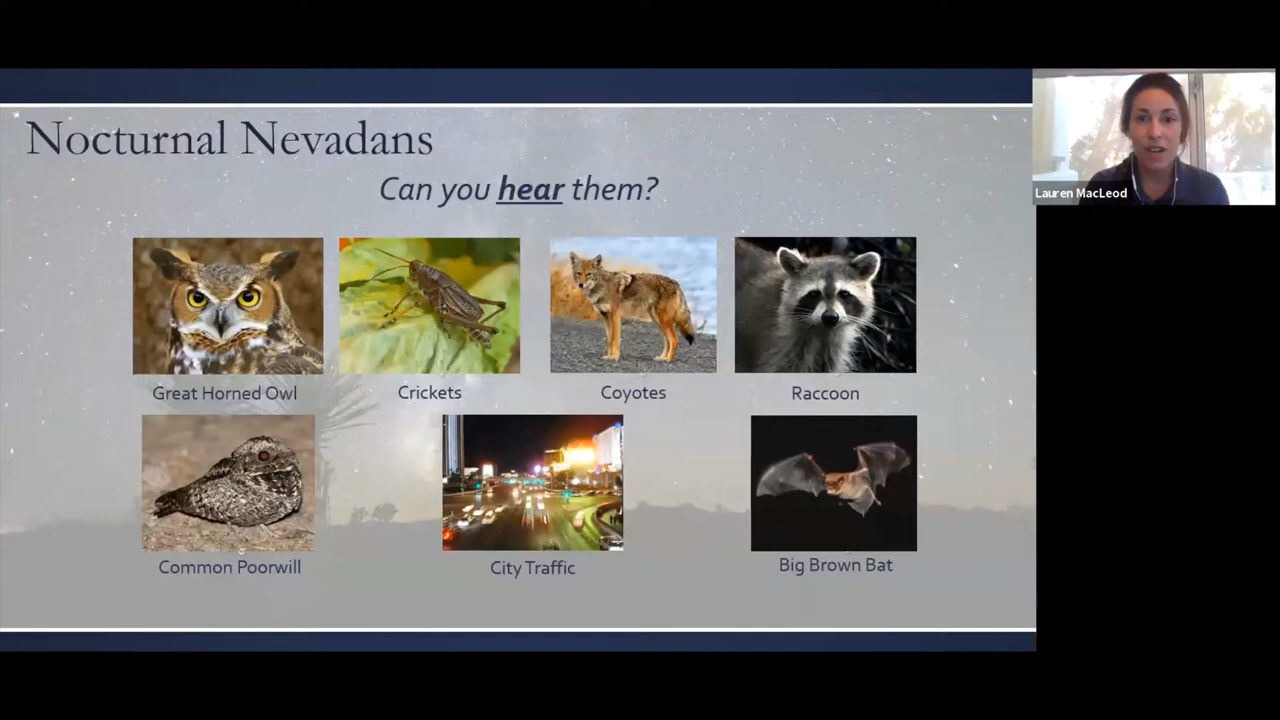 Nocturnal Nevadans
Can you hear them?
Lauren MacLeod
Great Horned Owl
Crickets
Coyotes
Raccoon
Common Poorwill
City Traffic
Big Brown Bat